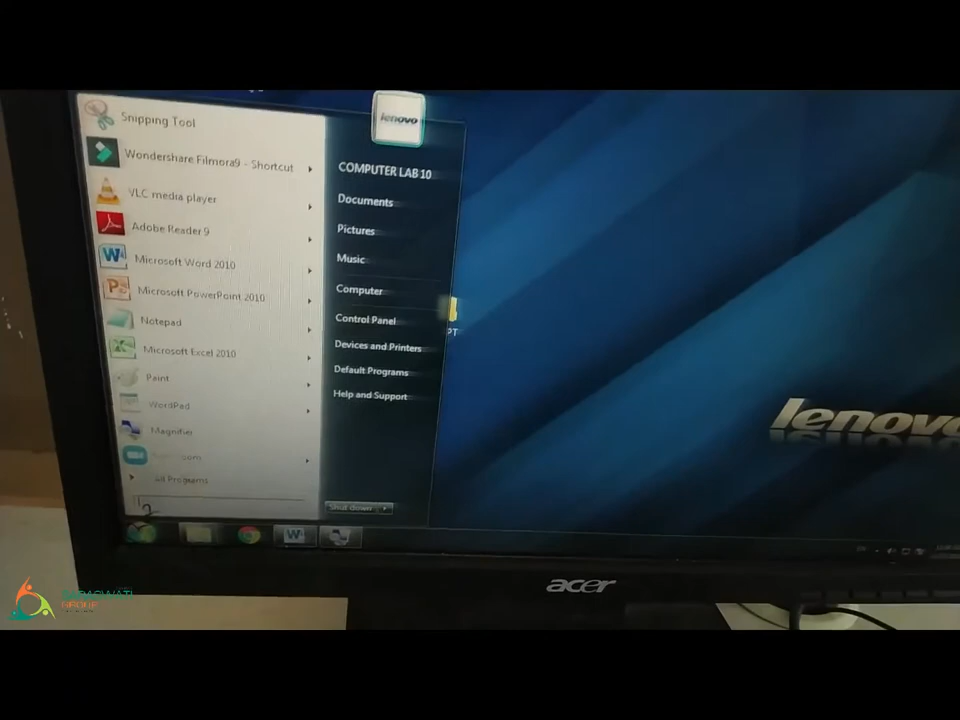 Snipping Tool
Wondershare Filmora9 - Shortcut
VLC media player
Adobe Reader 9
Microsoft Word 2010
Microsoft PowerPoint 2010
Notepad
Microsoft Excel 2010
Paint
WordPad
Magnifier
All Programs
lenovo
COMPUTER LAB 10
Documents
Pictures
Music
Computer
Control Panel
Devices and Printers
Default Programs
Help and Support
Shut down
lenovo
acer
GROUP